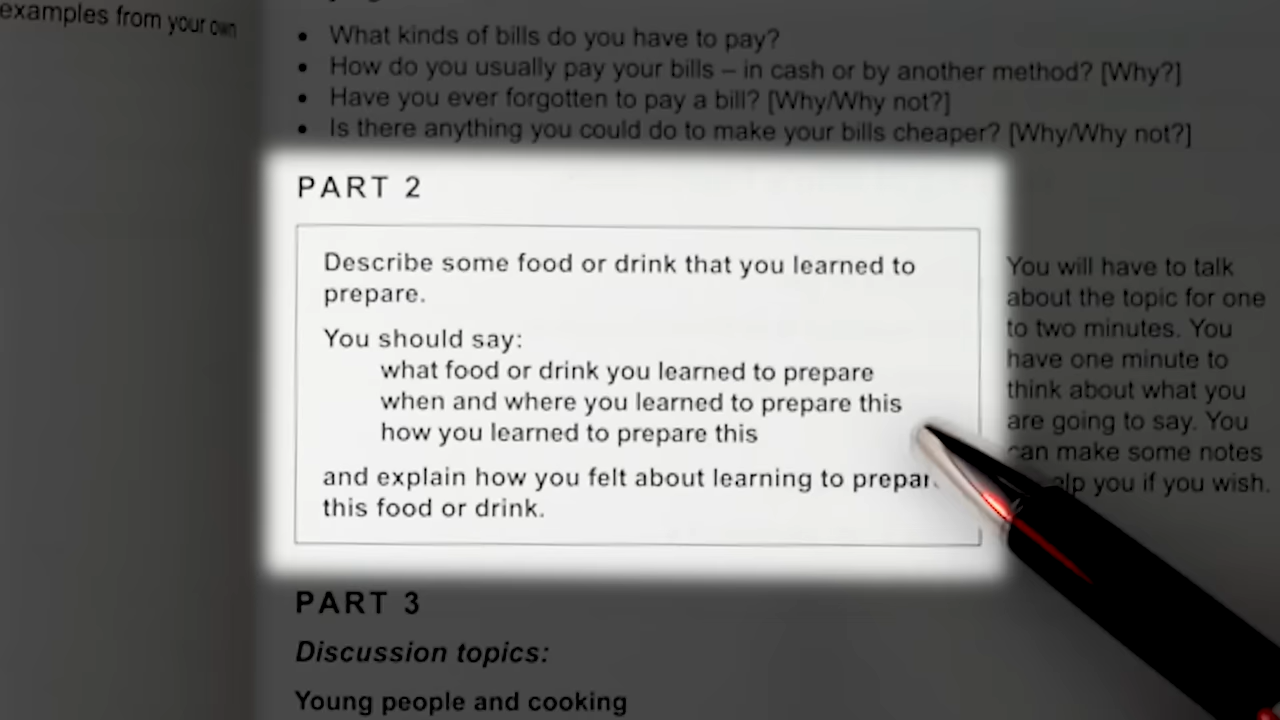 examples from your own
• What kinds of bills do you have to pay?
• How do you usually pay your bills – in cash or by another method? [Why?]
• Have you ever forgotten to pay a bill? [Why/Why not?]
• Is there anything you could do to make your bills cheaper? [Why/Why not?]
PART 2
Describe some food or drink that you learned to
prepare.
You should say:
what food or drink you learned to prepare
when and where you learned to prepare this
how you learned to prepare this
and explain how you felt about learning to prepar
this food or drink.
You will have to talk
about the topic for one
to two minutes. You
have one minute to
think about what you
are going to say. You
can make some notes
elp you if you wish.
PART 3
Discussion topics:
Young people and cooking